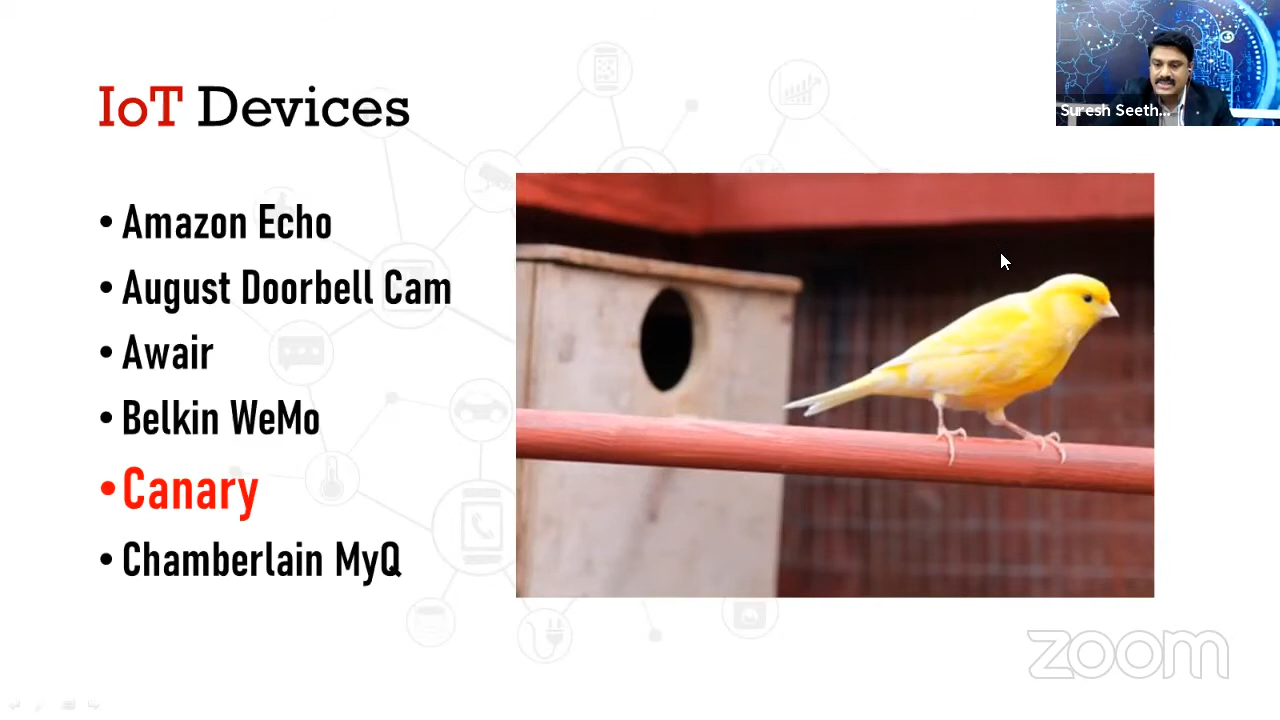 IoT Devices
Suresh Seeth...
• Amazon Echo
• August Doorbell Cam
• Awair
• Belkin WeMo
• Canary
• Chamberlain MyQ
zoom